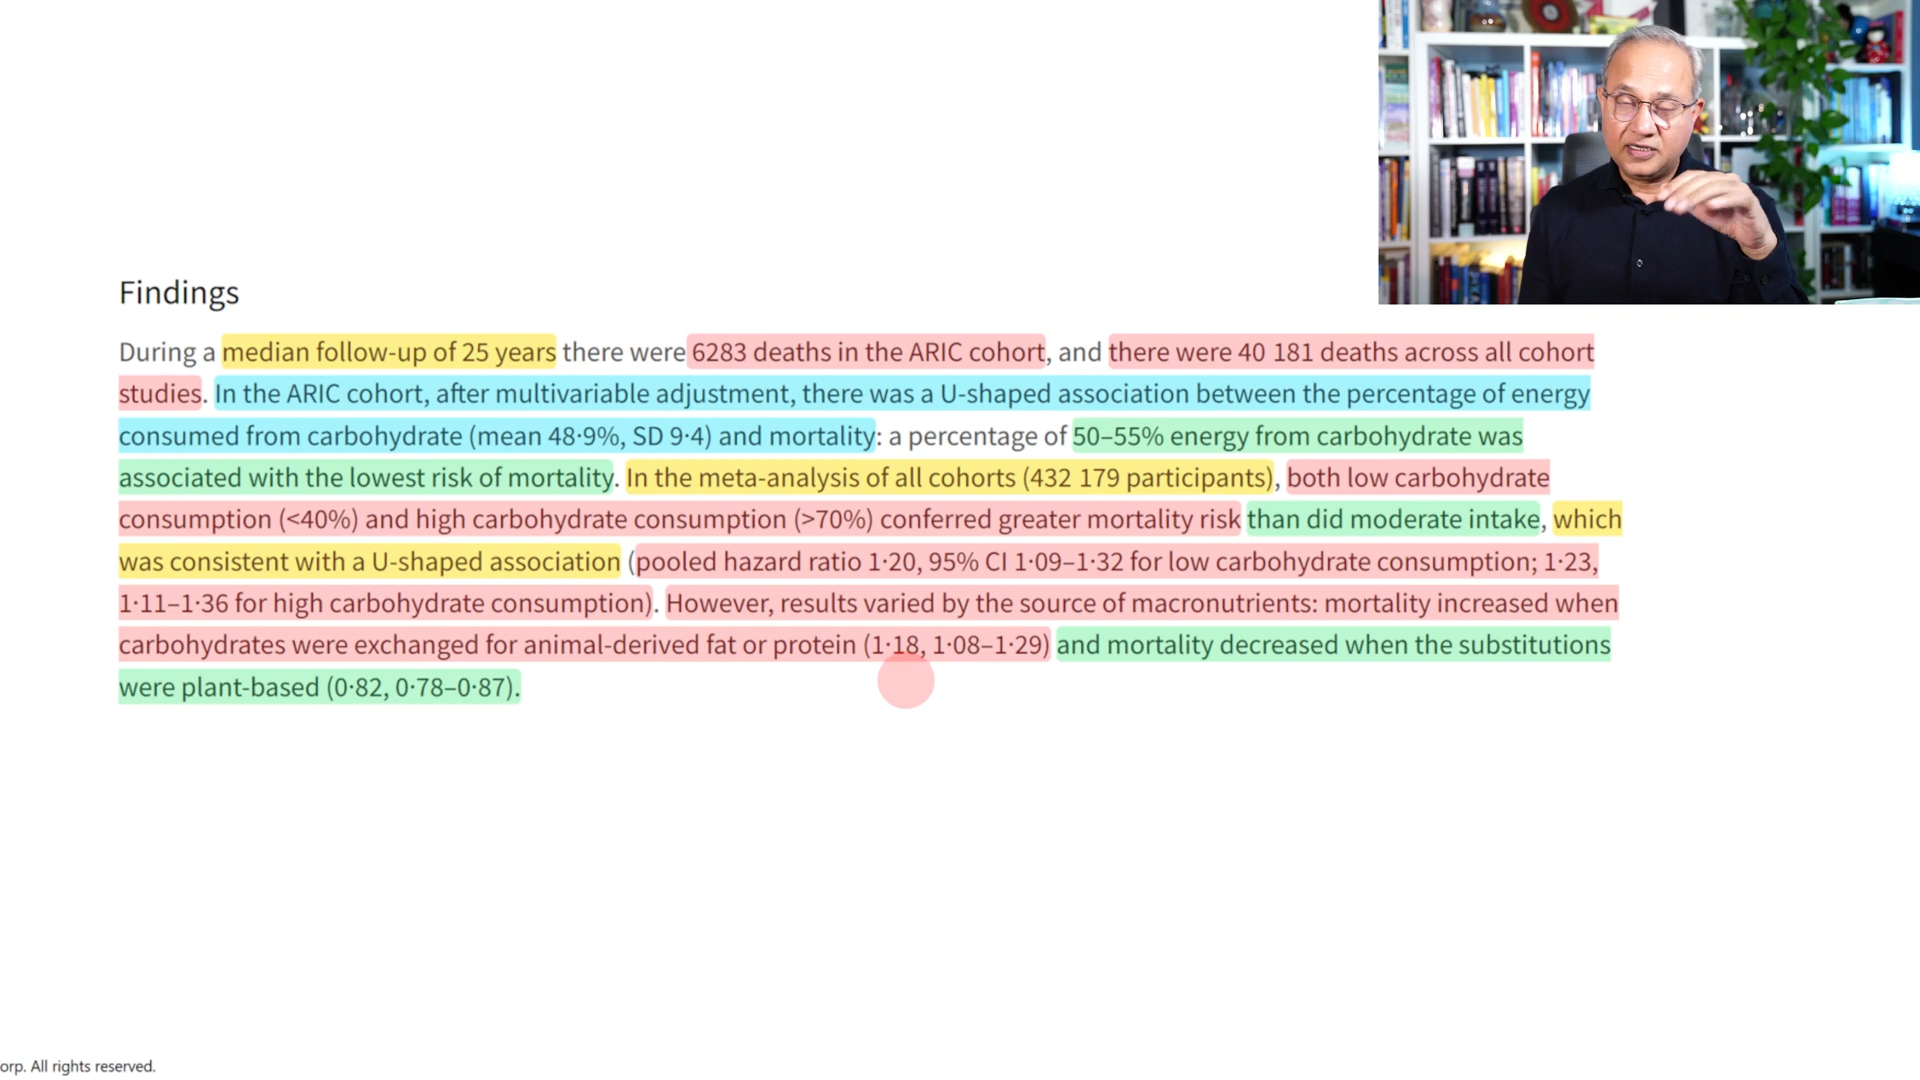 Findings
During a median follow-up of 25 years there were 6283 deaths in the ARIC cohort, and there were 40 181 deaths across all cohort
studies. In the ARIC cohort, after multivariable adjustment, there was a U-shaped association between the percentage of energy
consumed from carbohydrate (mean 48·9%, SD 9·4) and mortality: a percentage of 50–55% energy from carbohydrate was
associated with the lowest risk of mortality. In the meta-analysis of all cohorts (432 179 participants), both low carbohydrate
consumption (<40%) and high carbohydrate consumption (>70%) conferred greater mortality risk than did moderate intake, which
was consistent with a U-shaped association (pooled hazard ratio 1·20, 95% CI 1·09–1·32 for low carbohydrate consumption; 1·23,
1·11–1·36 for high carbohydrate consumption). However, results varied by the source of macronutrients: mortality increased when
carbohydrates were exchanged for animal-derived fat or protein (1·18, 1·08–1·29) and mortality decreased when the substitutions
were plant-based (0·82, 0·78–0·87).
orp. All rights reserved.